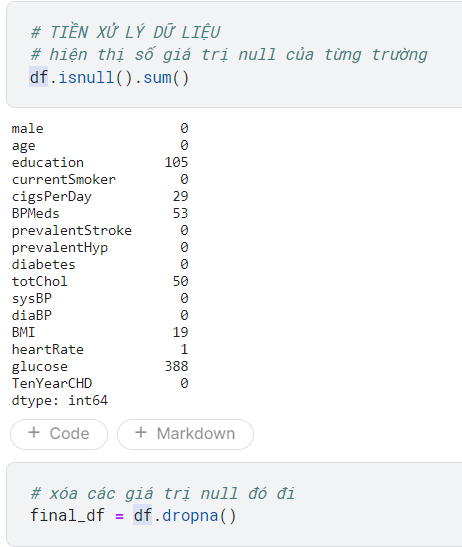 # TIỀN XỬ LÝ DỮ LIỆU
# hiện thị số giá trị null của từng trường
df.isnull().sum()
male 0
age 0
education 105
currentSmoker 0
cigsPerDay 29
BPMeds 53
prevalentStroke 0
prevalentHyp 0
diabetes 0
totChol 50
sysBP 0
diaBP 0
BMI 19
heartRate 1
glucose 388
TenYearCHD 0
dtype: int64
+ Code + Markdown
# xóa các giá trị null đó đi
final_df = df.dropna()